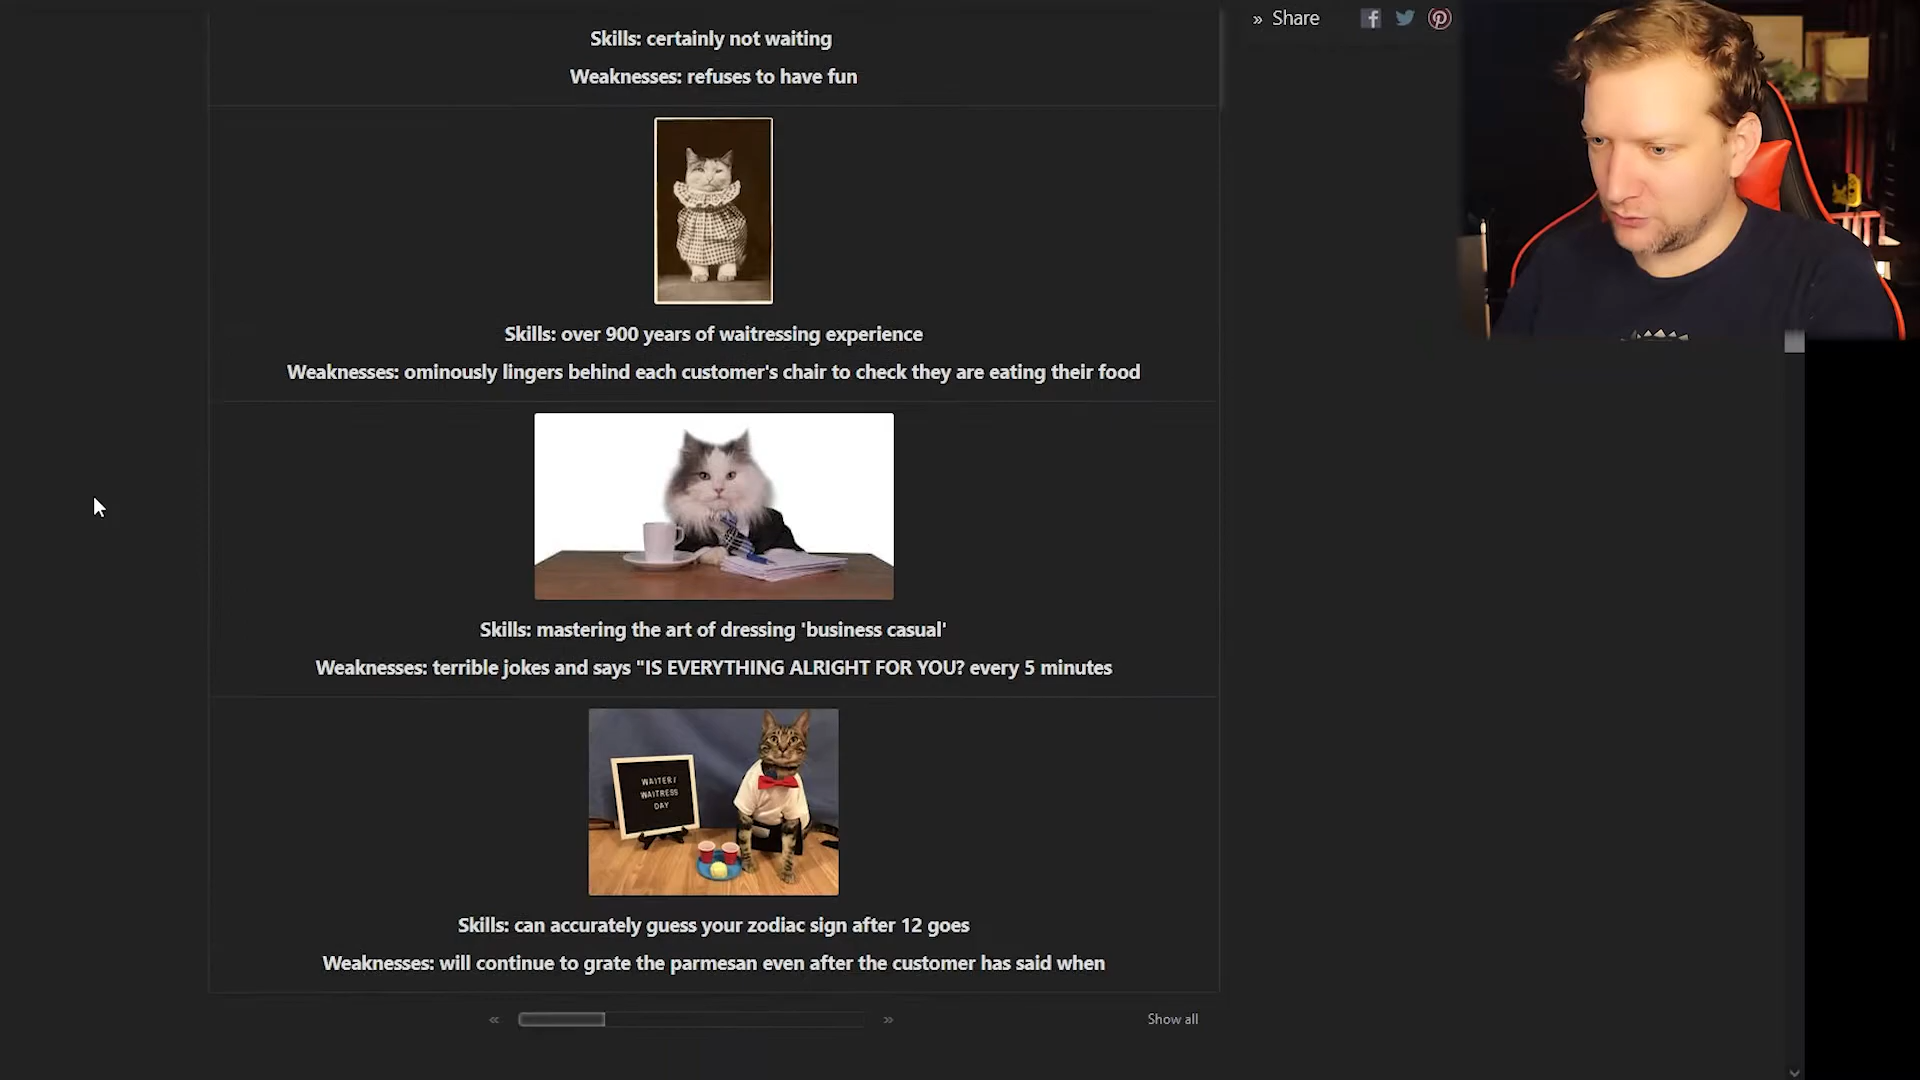 » Share
Skills: certainly not waiting
Weaknesses: refuses to have fun
Skills: over 900 years of waitressing experience
Weaknesses: ominously lingers behind each customer's chair to check they are eating their food
Skills: mastering the art of dressing 'business casual'
Weaknesses: terrible jokes and says "IS EVERYTHING ALRIGHT FOR YOU? every 5 minutes
WAITER/
WAITRESS
DAY
Skills: can accurately guess your zodiac sign after 12 goes
Weaknesses: will continue to grate the parmesan even after the customer has said when
« » Show all